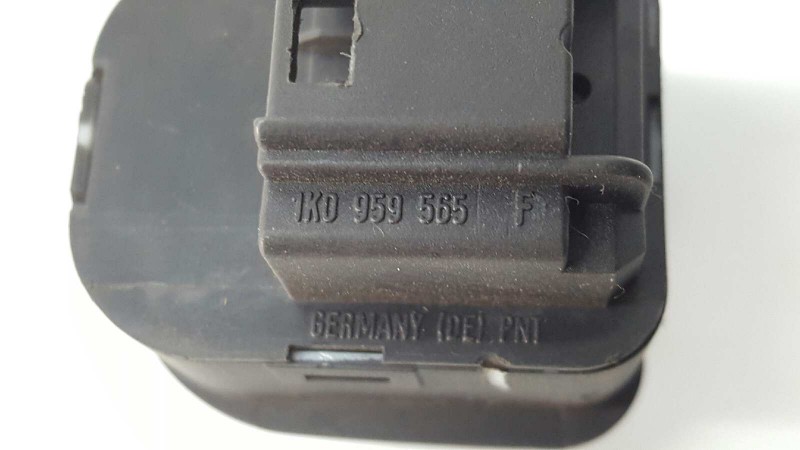 1K0 959 565 F
GERMANY (DE) PNT